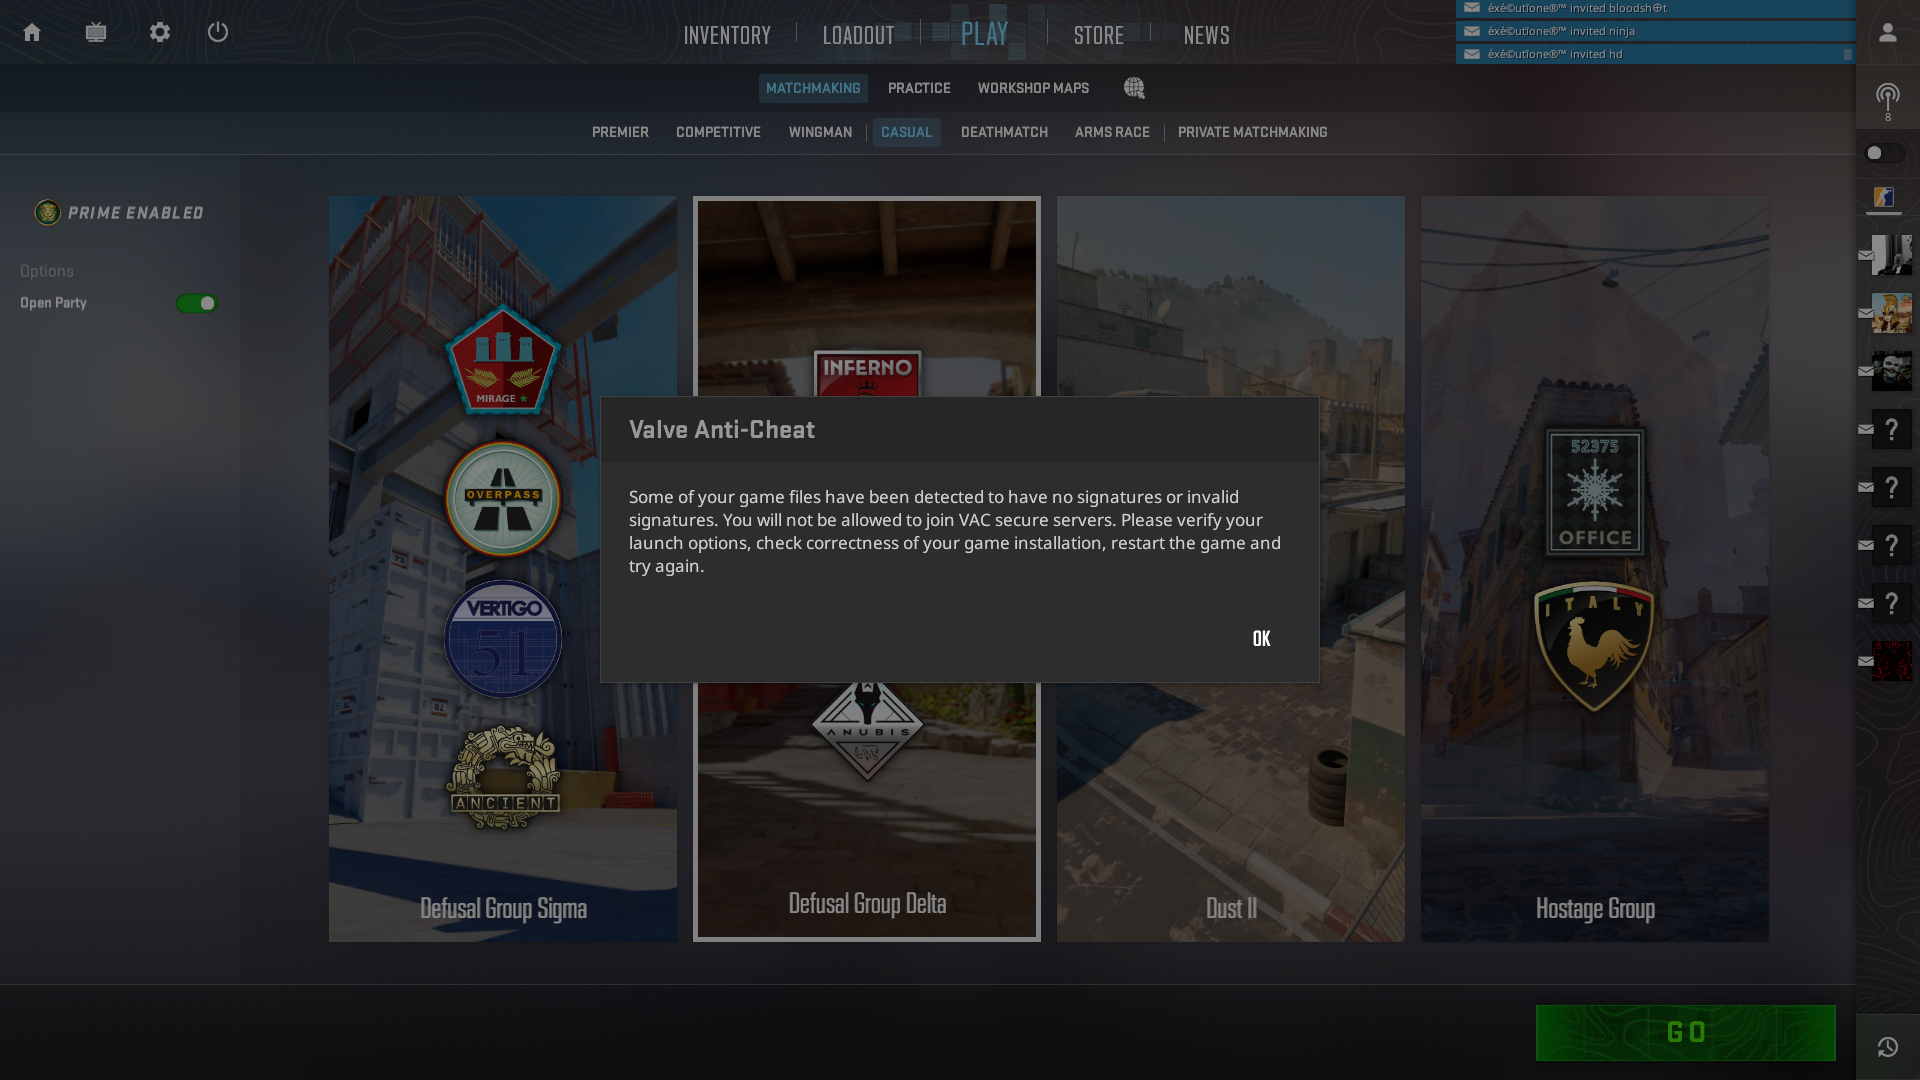 INVENTORY
LOADOUT
PLAY
STORE
NEWS
éxé©utïone®™ invited bloodsh⊕t
éxé©utïone®™ invited ninja
éxé©utïone®™ invited hd
8
MATCHMAKING
PRACTICE
WORKSHOP MAPS
PREMIER
COMPETITIVE
WINGMAN
CASUAL
DEATHMATCH
ARMS RACE
PRIVATE MATCHMAKING
PRIME ENABLED
Options
Open Party
MIRAGE
OVERPASS
VERTIGO
51
ANCIENT
Defusal Group Sigma
INFERNO
ANUBIS
Defusal Group Delta
Dust II
52375
OFFICE
ITALY
Hostage Group
Valve Anti-Cheat
Some of your game files have been detected to have no signatures or invalid
signatures. You will not be allowed to join VAC secure servers. Please verify your
launch options, check correctness of your game installation, restart the game and
try again.
OK
?
?
?
?
GO